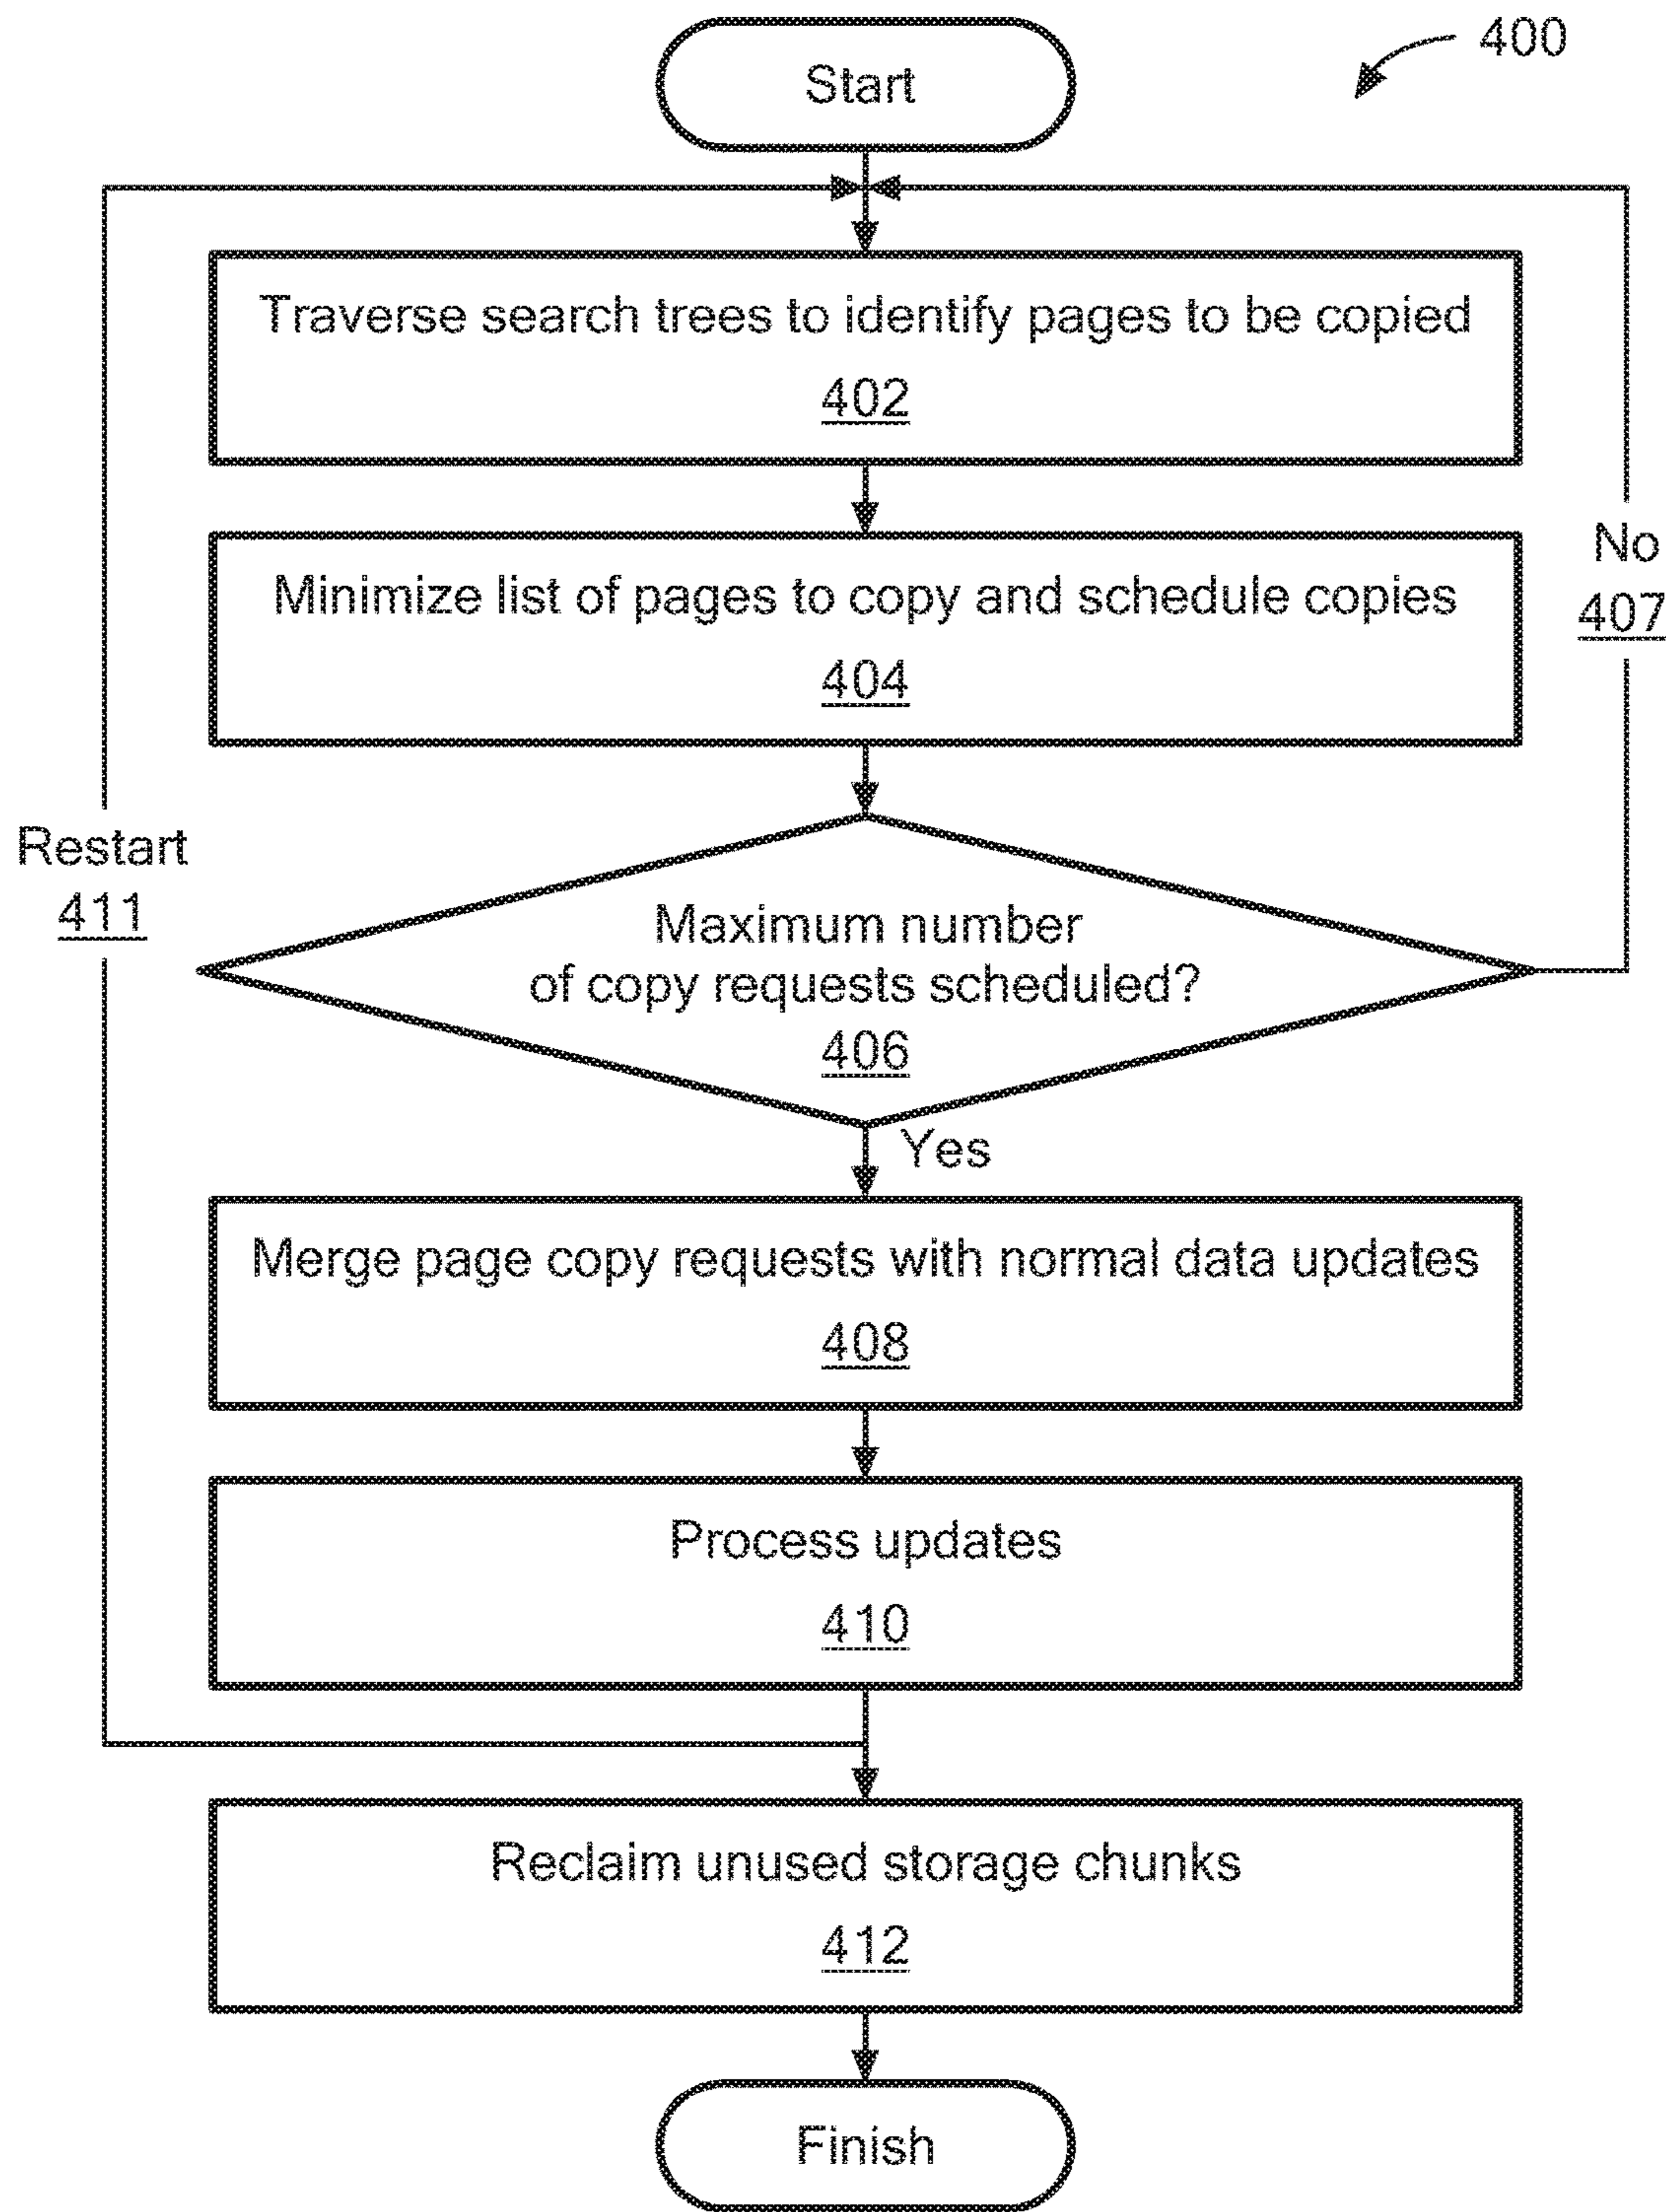 400
Start
Traverse search trees to identify pages to be copied
402
Minimize list of pages to copy and schedule copies
404
No
407
Restart
411
Maximum number
of copy requests scheduled?
406
Yes
Merge page copy requests with normal data updates
408
Process updates
410
Reclaim unused storage chunks
412
Finish